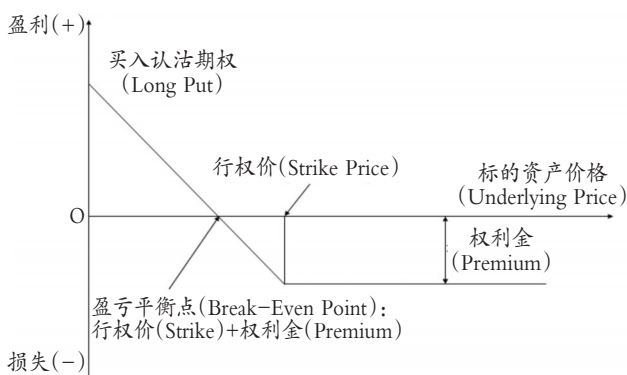 盈利(+)
买入认沽期权
(Long Put)
行权价(Strike Price)
标的资产价格
(Underlying Price)
O
权利金
(Premium)
盈亏平衡点(Break-Even Point):
行权价(Strike)+权利金(Premium)
损失(-)